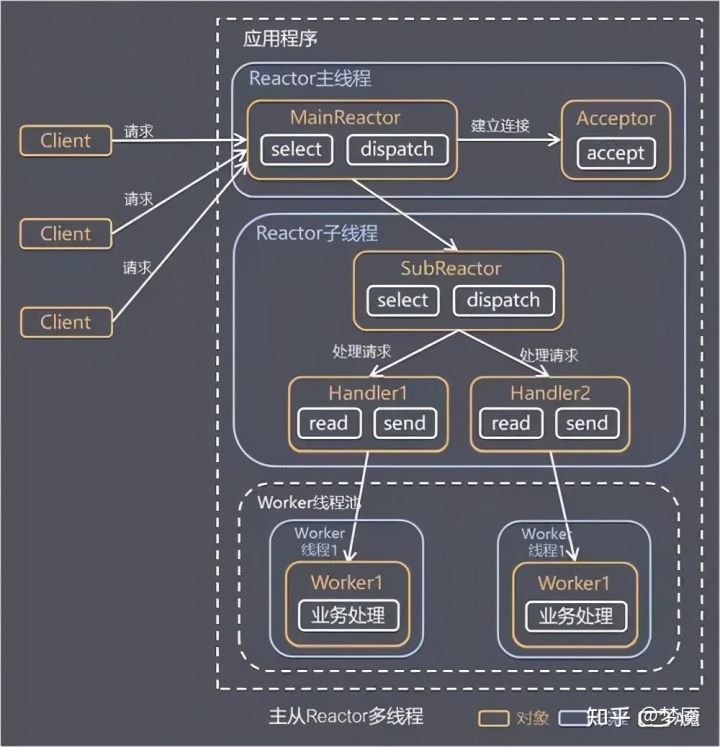 应用程序
Reactor主线程
MainReactor
select
dispatch
建立连接
Acceptor
accept
Client
请求
Client
请求
Client
请求
Reactor子线程
SubReactor
select
dispatch
处理请求
处理请求
Handler1
read
send
Handler2
read
send
Worker线程池
Worker
线程1
Worker1
业务处理
Worker
线程1
Worker1
业务处理
主从Reactor多线程
对象
知乎 @梦魇